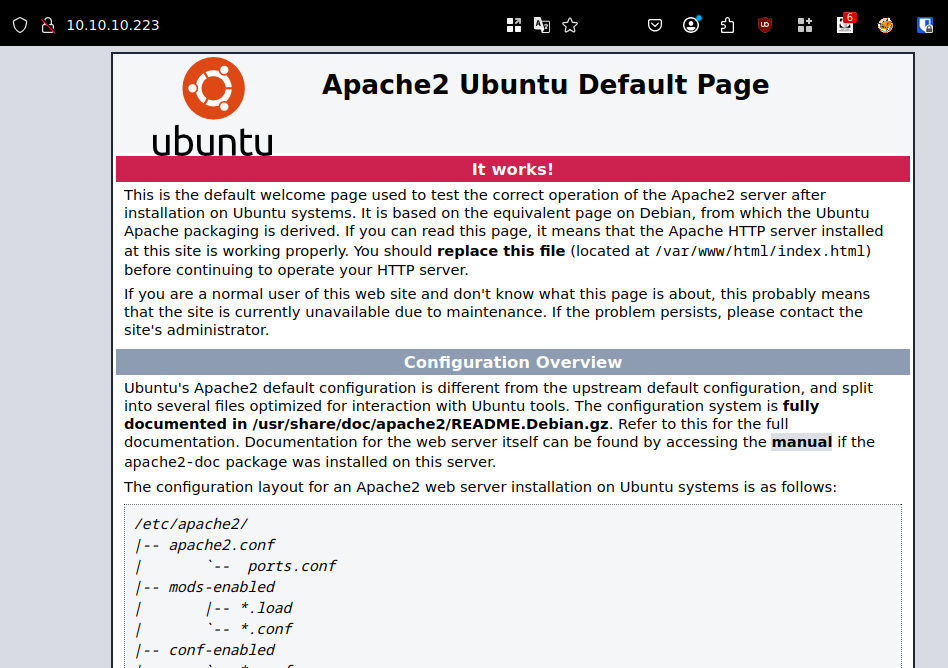 10.10.10.223
6
ubuntu
Apache2 Ubuntu Default Page
It works!
This is the default welcome page used to test the correct operation of the Apache2 server after
installation on Ubuntu systems. It is based on the equivalent page on Debian, from which the Ubuntu
Apache packaging is derived. If you can read this page, it means that the Apache HTTP server installed
at this site is working properly. You should replace this file (located at /var/www/html/index.html)
before continuing to operate your HTTP server.
If you are a normal user of this web site and don't know what this page is about, this probably means
that the site is currently unavailable due to maintenance. If the problem persists, please contact the
site's administrator.
Configuration Overview
Ubuntu's Apache2 default configuration is different from the upstream default configuration, and split
into several files optimized for interaction with Ubuntu tools. The configuration system is fully
documented in /usr/share/doc/apache2/README.Debian.gz. Refer to this for the full
documentation. Documentation for the web server itself can be found by accessing the manual if the
apache2-doc package was installed on this server.
The configuration layout for an Apache2 web server installation on Ubuntu systems is as follows:
/etc/apache2/
|-- apache2.conf
|       `--  ports.conf
|-- mods-enabled
|       |-- *.load
|       `-- *.conf
|-- conf-enabled